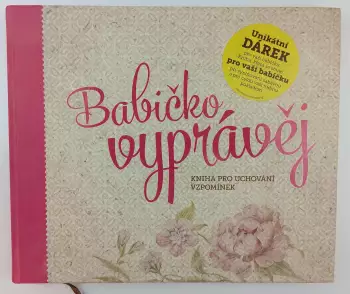 Unikátní
DÁREK
pro vaši babičku
Babičko
vyprávěj
KNIHA PRO UCHOVÁNÍ
VZPOMÍNEK